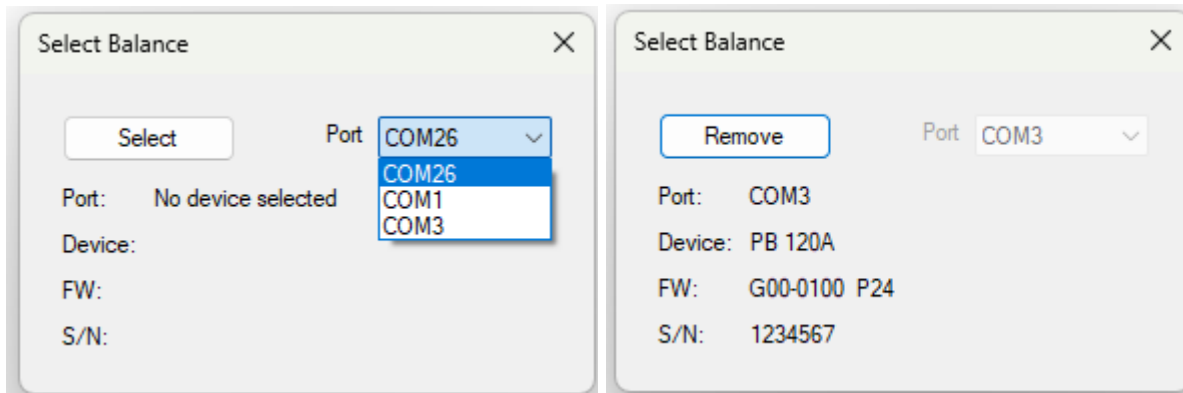 Select Balance
Select
Port
COM26
COM26
COM1
COM3
Port: No device selected
Device:
FW:
S/N:
Select Balance
Remove
Port
COM3
Port: COM3
Device: PB 120A
FW: G00-0100 P24
S/N: 1234567